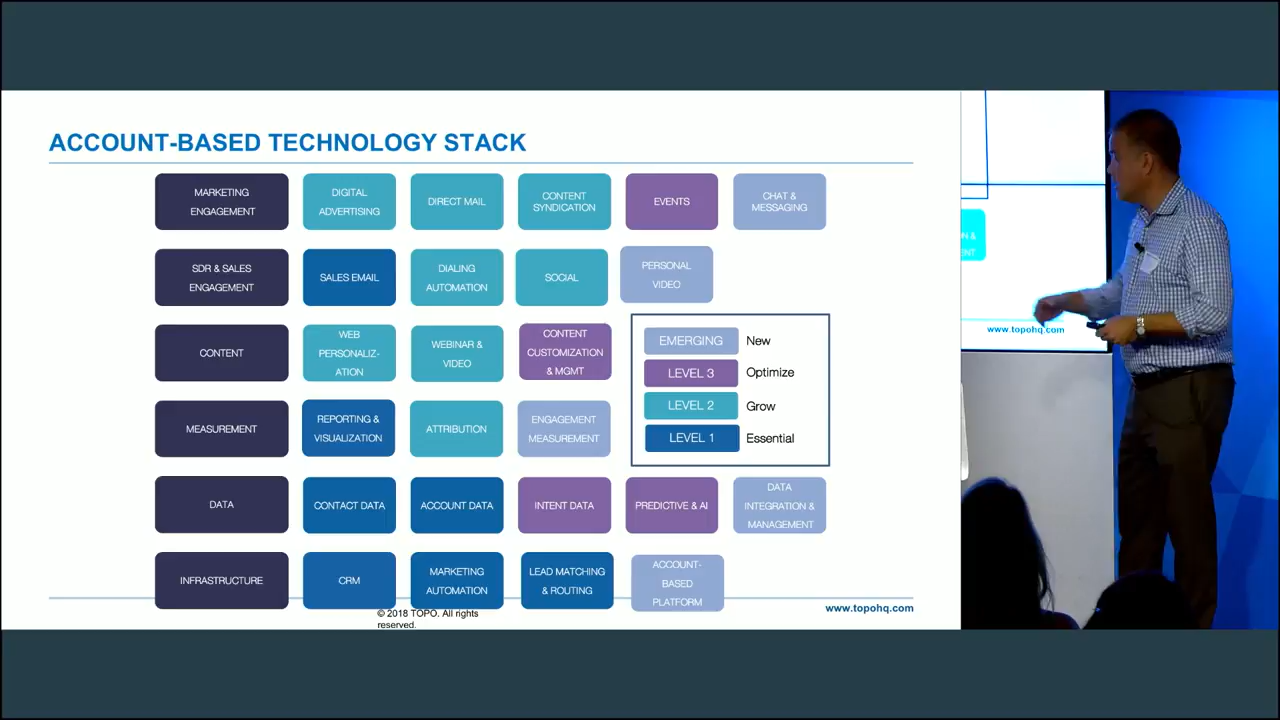 ACCOUNT-BASED TECHNOLOGY STACK
MARKETING
ENGAGEMENT
DIGITAL
ADVERTISING
DIRECT MAIL
CONTENT
SYNDICATION
EVENTS
CHAT &
MESSAGING
SDR & SALES
ENGAGEMENT
SALES EMAIL
DIALING
AUTOMATION
SOCIAL
PERSONAL
VIDEO
CONTENT
WEB
PERSONALIZ-
ATION
WEBINAR &
VIDEO
CONTENT
CUSTOMIZATION
& MGMT
EMERGING New
LEVEL 3 Optimize
LEVEL 2 Grow
LEVEL 1 Essential
MEASUREMENT
REPORTING &
VISUALIZATION
ATTRIBUTION
ENGAGEMENT
MEASUREMENT
DATA
CONTACT DATA
ACCOUNT DATA
INTENT DATA
PREDICTIVE & AI
DATA
INTEGRATION &
MANAGEMENT
INFRASTRUCTURE
CRM
MARKETING
AUTOMATION
LEAD MATCHING
& ROUTING
ACCOUNT-
BASED
PLATFORM
© 2018 TOPO. All rights
reserved.
www.topohq.com
www.topohq.com